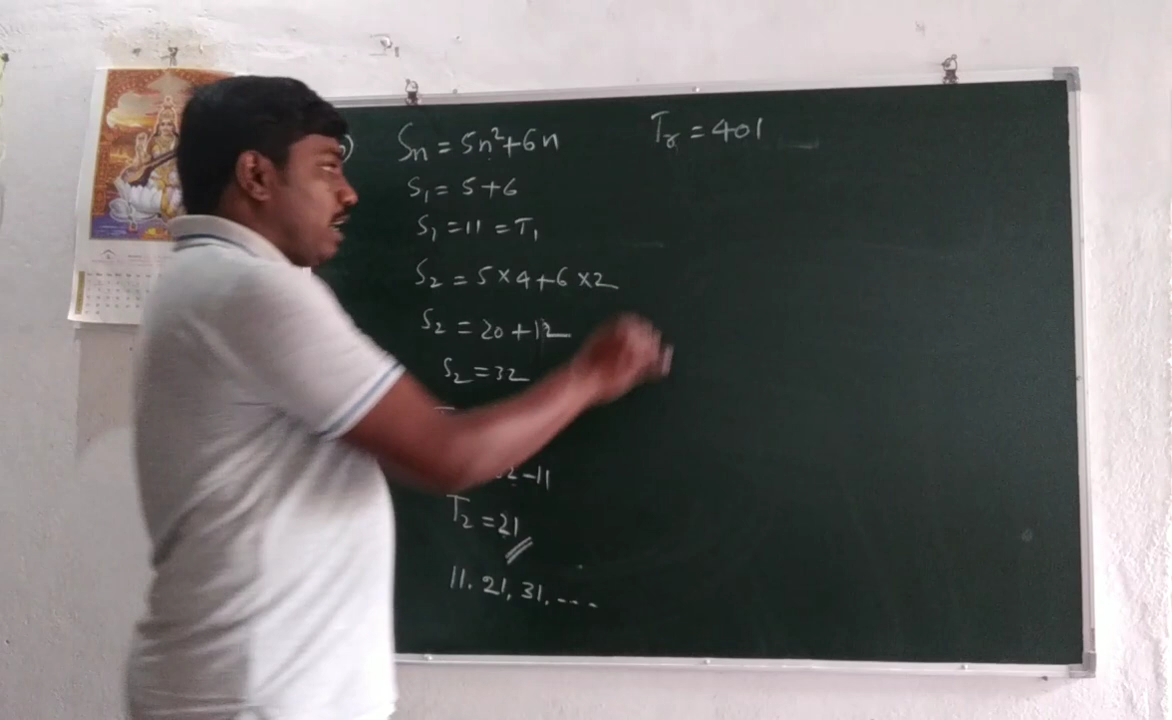 ) Sn = 5n²+6n
S₁ = 5+6
S₁ = 11 = T₁
S₂ = 5×4+6×2
S₂ = 20+12
S₂ = 32
2-11
T₂ = 21
11, 21, 31, ---
Tr = 401